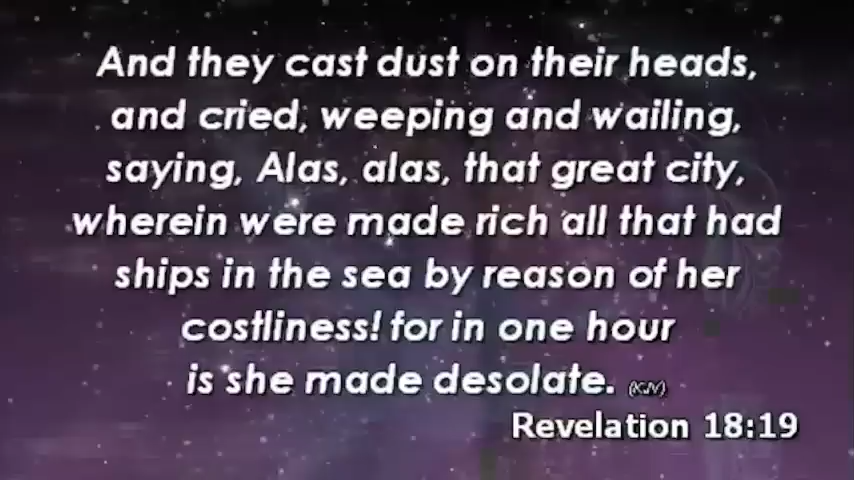 And they cast dust on their heads,
and cried, weeping and wailing,
saying, Alas, alas, that great city,
wherein were made rich all that had
ships in the sea by reason of her
costliness! for in one hour
is she made desolate. (KJV)
Revelation 18:19